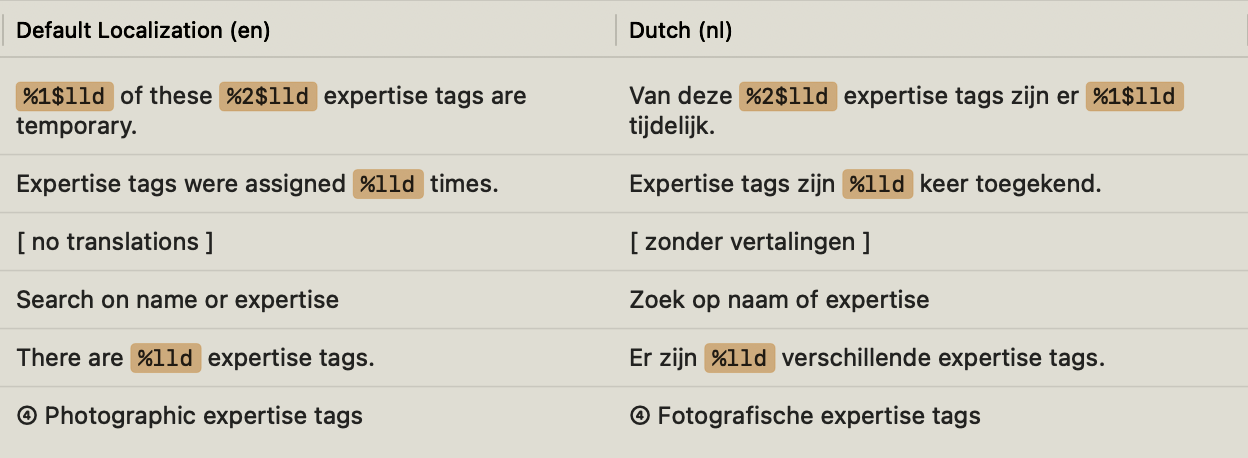 Default Localization (en)
Dutch (nl)
%1$lld of these %2$lld expertise tags are
temporary.
Van deze %2$lld expertise tags zijn er %1$lld
tijdelijk.
Expertise tags were assigned %lld times.
Expertise tags zijn %lld keer toegekend.
[ no translations ]
[ zonder vertalingen ]
Search on name or expertise
Zoek op naam of expertise
There are %lld expertise tags.
Er zijn %lld verschillende expertise tags.
④ Photographic expertise tags
④ Fotografische expertise tags